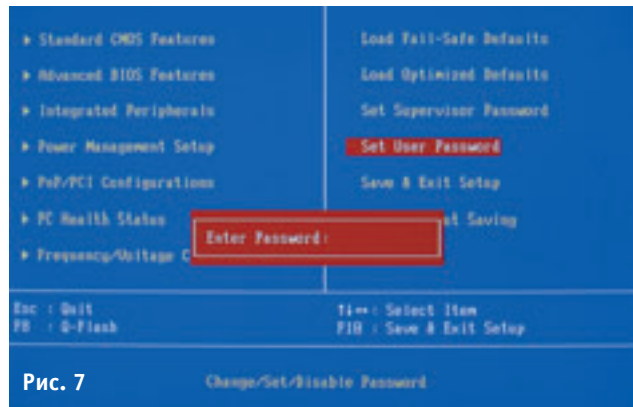 Standard CMOS Features
Advanced BIOS Features
Integrated Peripherals
Power Management Setup
PnP/PCI Configurations
PC Health Status
Frequency/Voltage C
Load Fail-Safe Defaults
Load Optimized Defaults
Set Supervisor Password
Set User Password
Save & Exit Setup
t Saving
Enter Password:
Esc : Quit
F8 : Q-Flash
↑↓→← : Select Item
F10 : Save & Exit Setup
Рис. 7
Change/Set/Disable Password